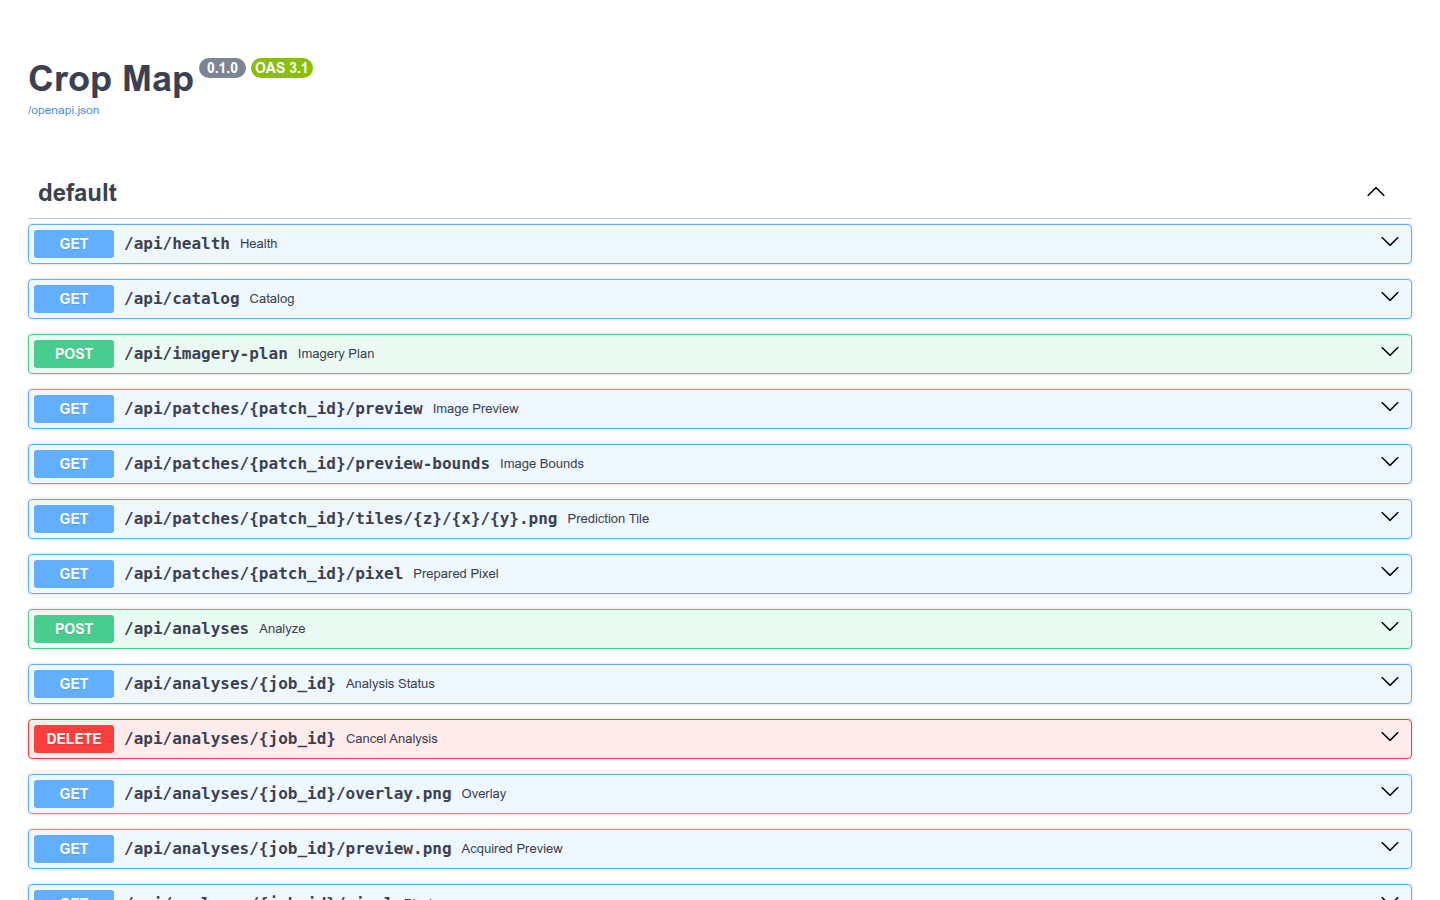 Crop Map 0.1.0 OAS 3.1
/openapi.json
default
GET /api/health Health
GET /api/catalog Catalog
POST /api/imagery-plan Imagery Plan
GET /api/patches/{patch_id}/preview Image Preview
GET /api/patches/{patch_id}/preview-bounds Image Bounds
GET /api/patches/{patch_id}/tiles/{z}/{x}/{y}.png Prediction Tile
GET /api/patches/{patch_id}/pixel Prepared Pixel
POST /api/analyses Analyze
GET /api/analyses/{job_id} Analysis Status
DELETE /api/analyses/{job_id} Cancel Analysis
GET /api/analyses/{job_id}/overlay.png Overlay
GET /api/analyses/{job_id}/preview.png Acquired Preview